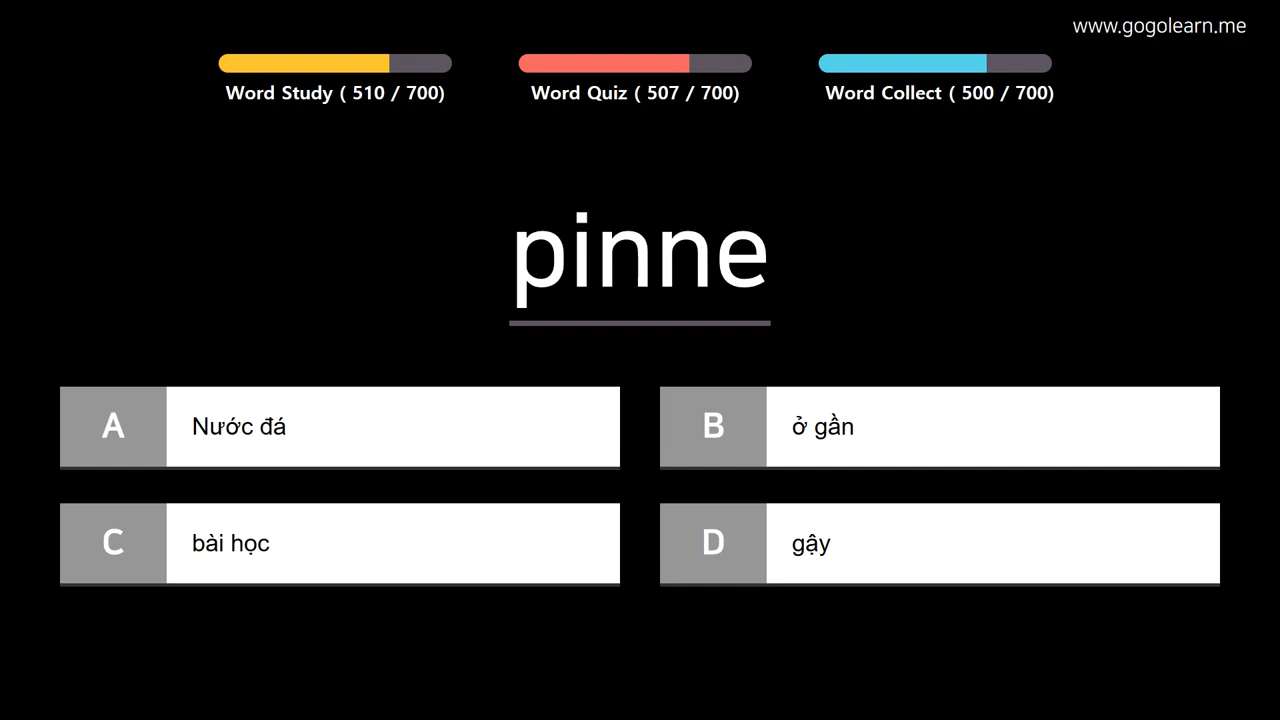 www.gogolearn.me
Word Study ( 510 / 700)
Word Quiz ( 507 / 700)
Word Collect ( 500 / 700)
pinne
A
Nước đá
B
ở gần
C
bài học
D
gậy